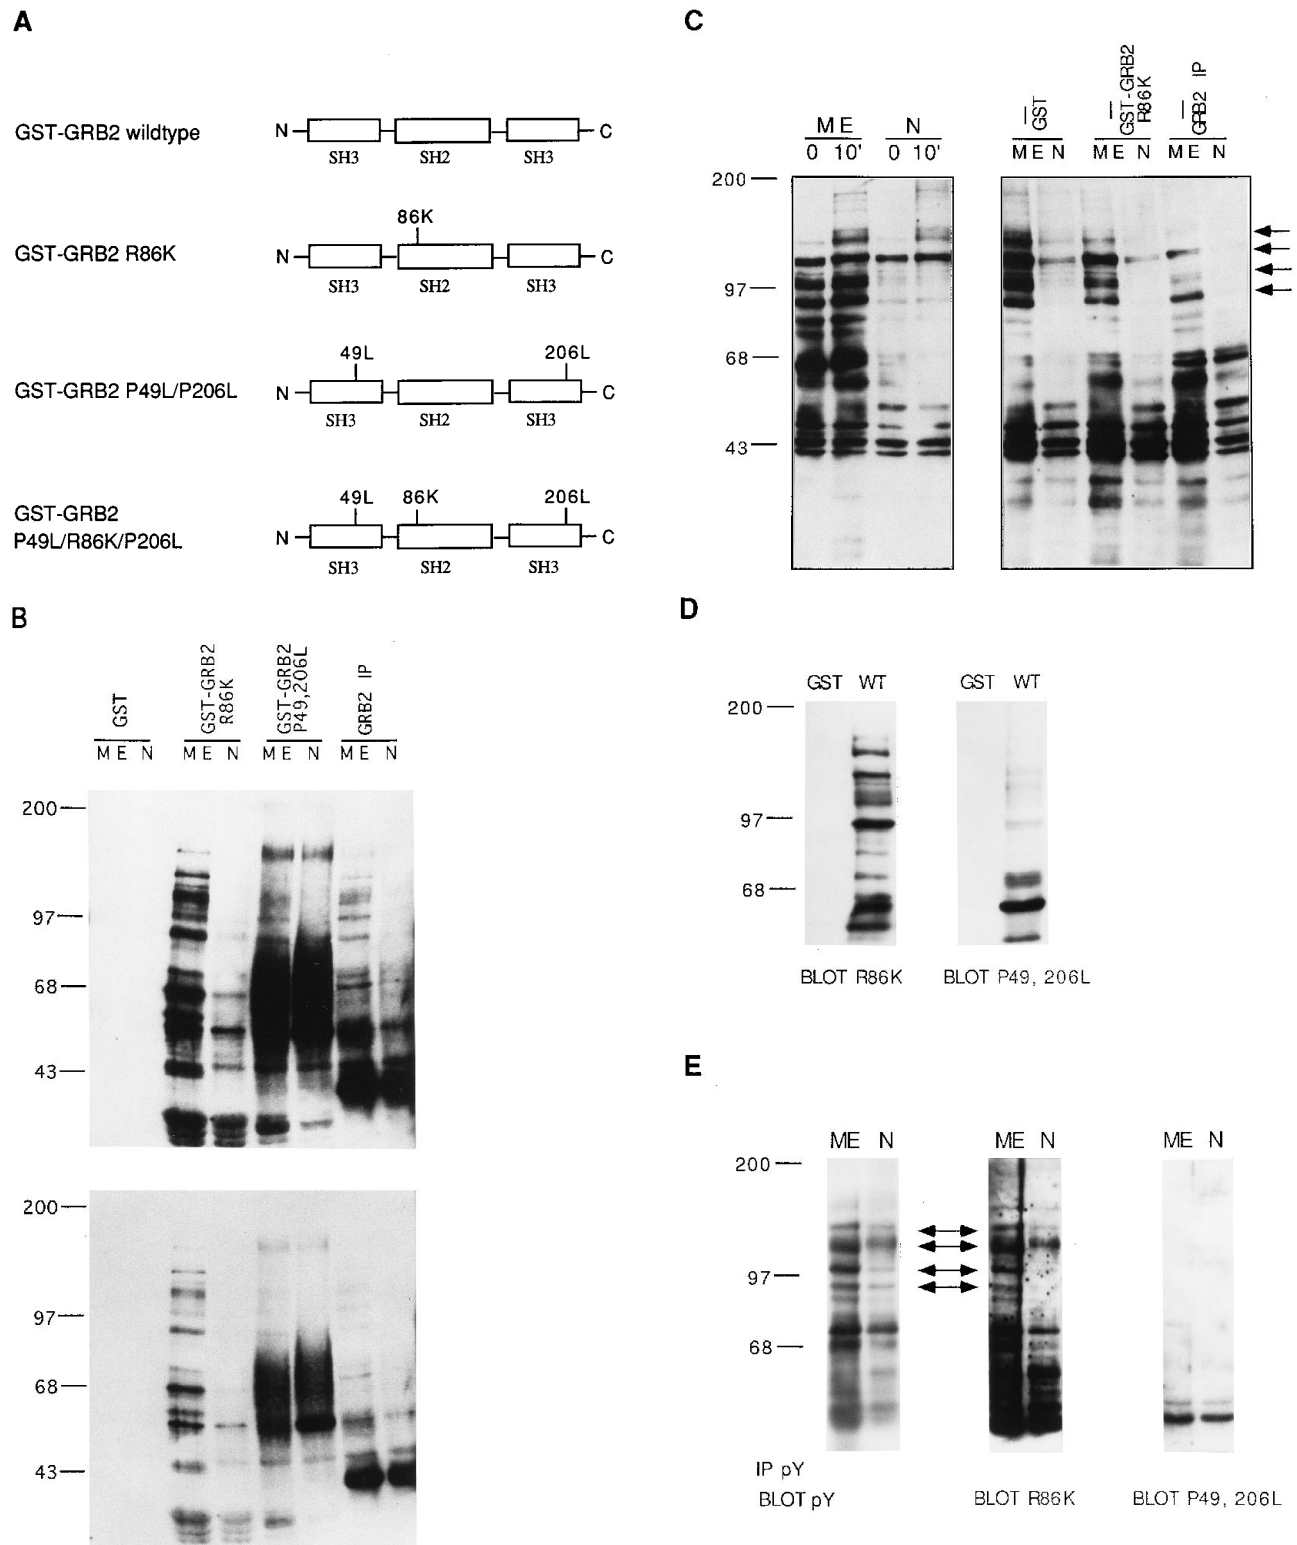 A
GST-GRB2 wildtype
N
C
SH3 SH2 SH3
86K
GST-GRB2 R86K
N
C
SH3 SH2 SH3
49L 206L
GST-GRB2 P49L/P206L
N
C
SH3 SH2 SH3
49L 86K 206L
GST-GRB2
P49L/R86K/P206L
N
C
SH3 SH2 SH3
B
GST
GST-GRB2
R86K
GST-GRB2
P49,206L
GRB2 IP
ME N ME N ME N ME N
200
97
68
43
200
97
68
43
C
ME N
0 10' 0 10'
GST
GST-GRB2
R86K
GRB2 IP
ME N ME N ME N
200
97
68
43
D
GST WT GST WT
200
97
68
BLOT R86K BLOT P49, 206L
E
ME N ME N ME N
200
97
68
IP pY
BLOT pY BLOT R86K BLOT P49, 206L